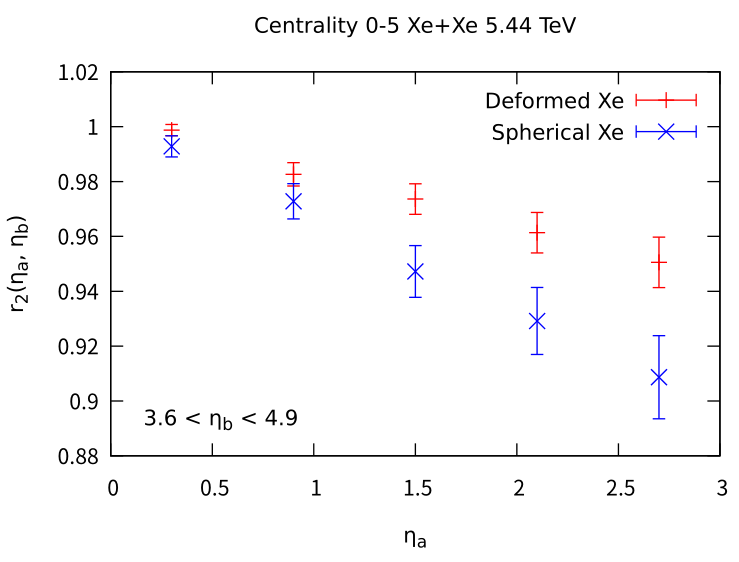 Centrality 0-5 Xe+Xe 5.44 TeV
1.02
1
0.98
0.96
0.94
0.92
0.9
0.88
r2(ηa, ηb)
Deformed Xe
Spherical Xe
3.6 < ηb < 4.9
0 0.5 1 1.5 2 2.5 3
ηa